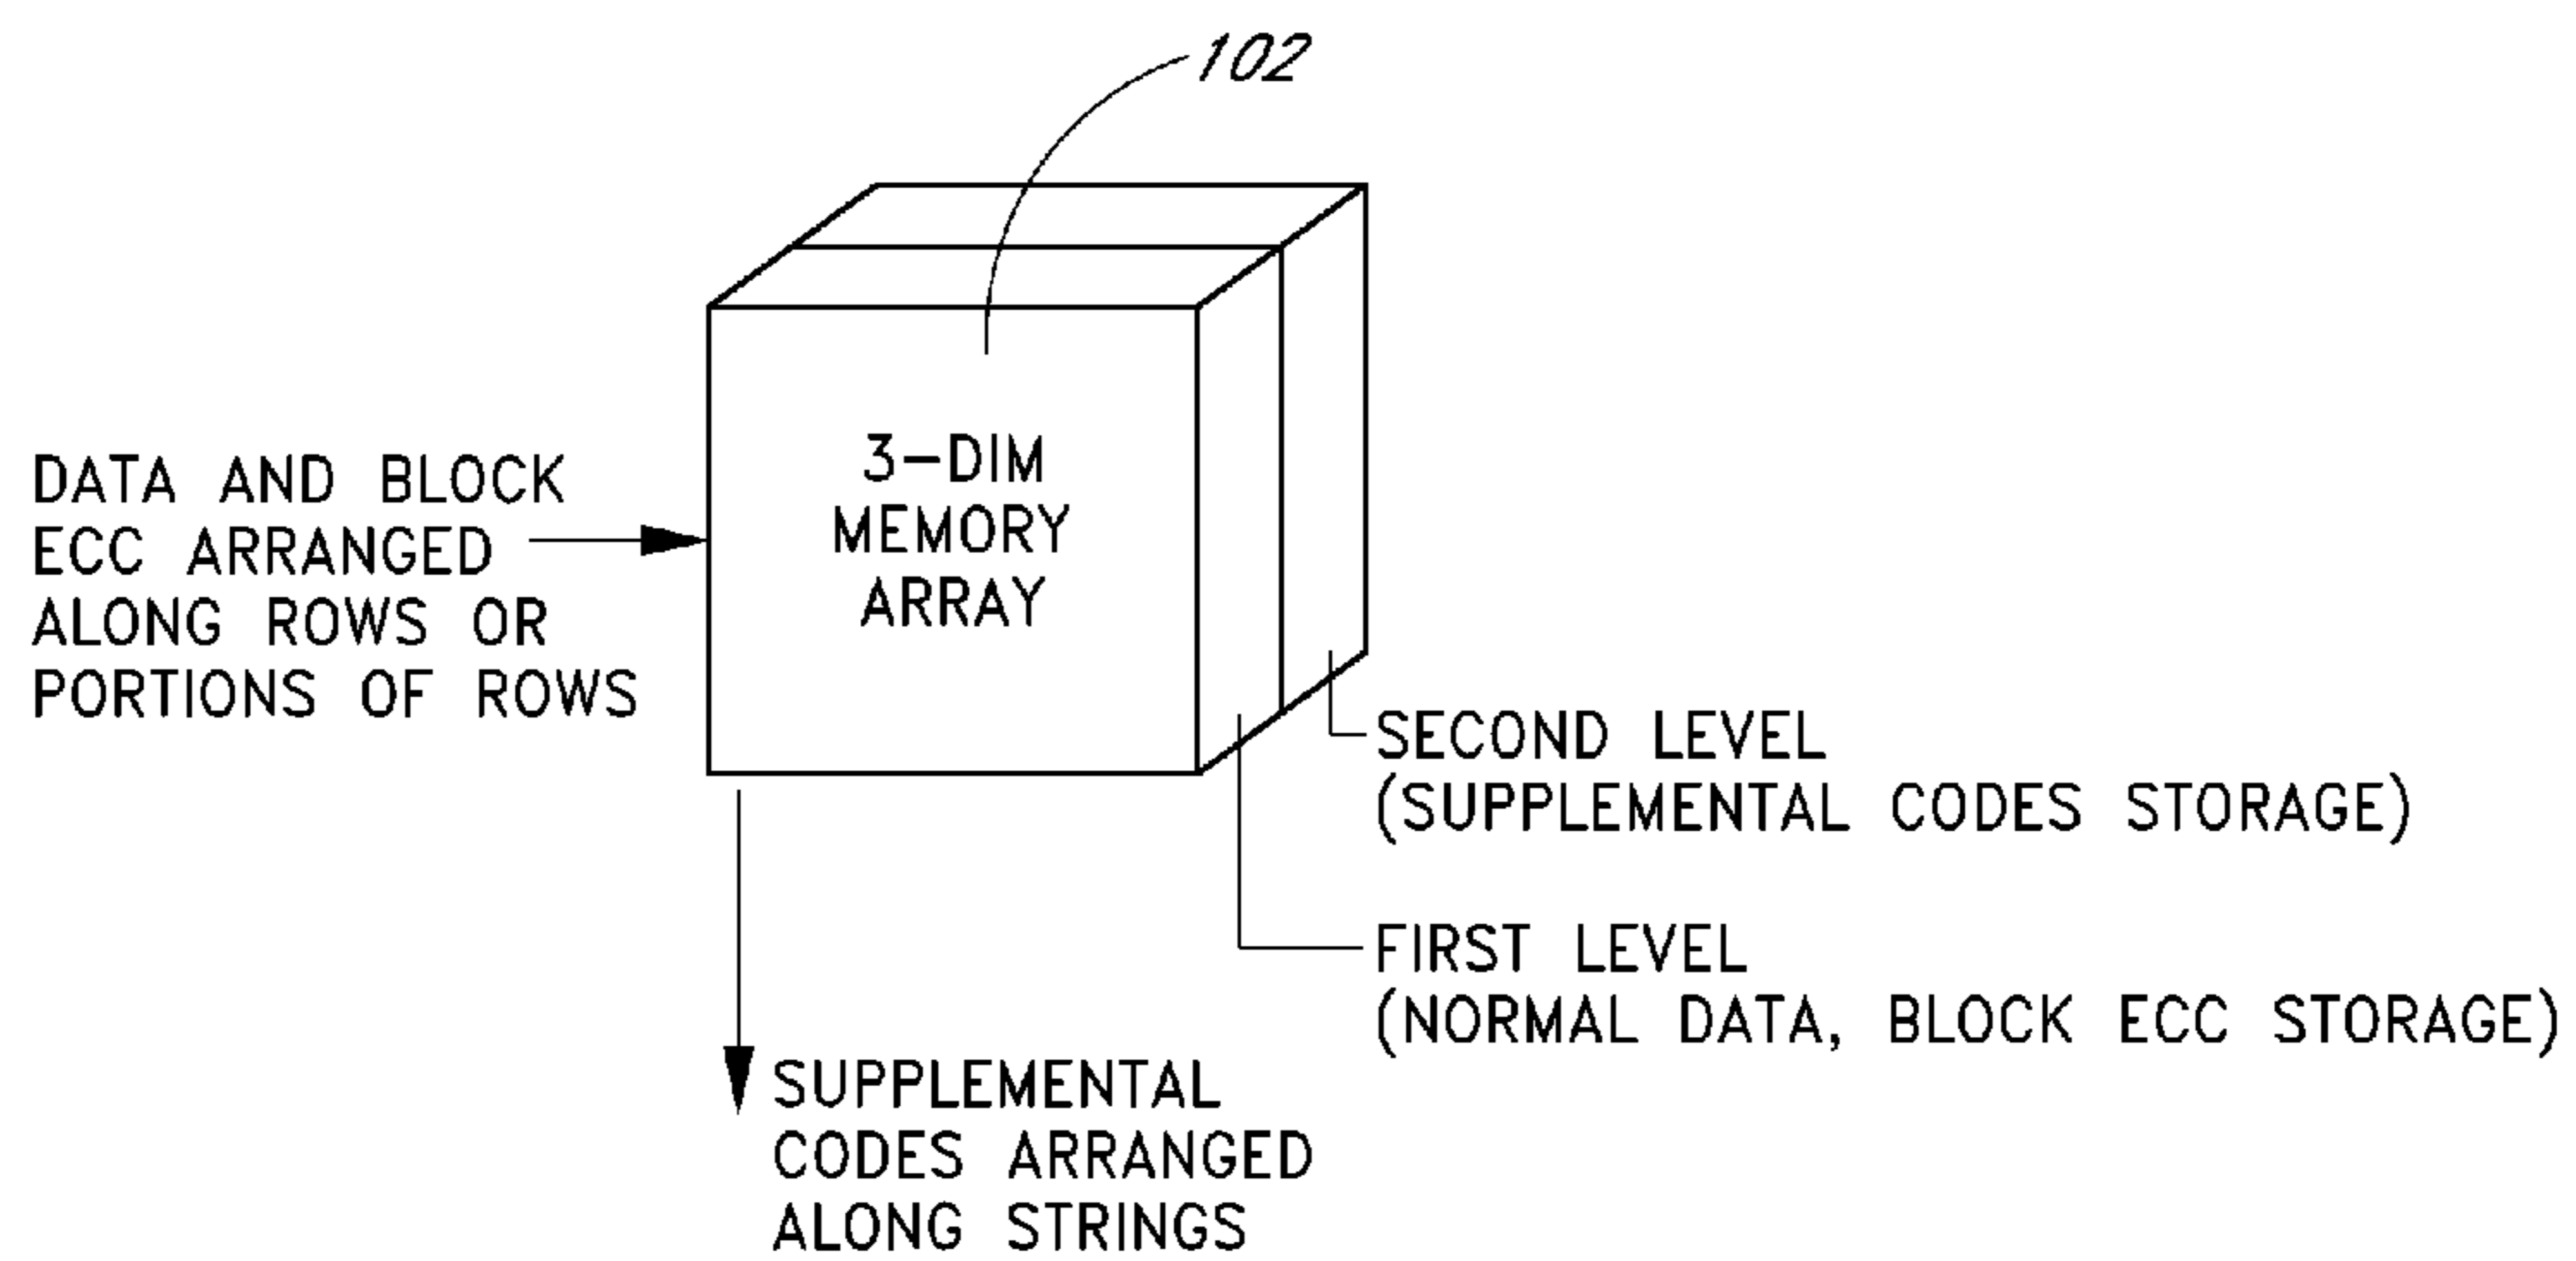 102
3-DIM
MEMORY
ARRAY
DATA AND BLOCK
ECC ARRANGED
ALONG ROWS OR
PORTIONS OF ROWS
SECOND LEVEL
(SUPPLEMENTAL CODES STORAGE)
FIRST LEVEL
(NORMAL DATA, BLOCK ECC STORAGE)
SUPPLEMENTAL
CODES ARRANGED
ALONG STRINGS